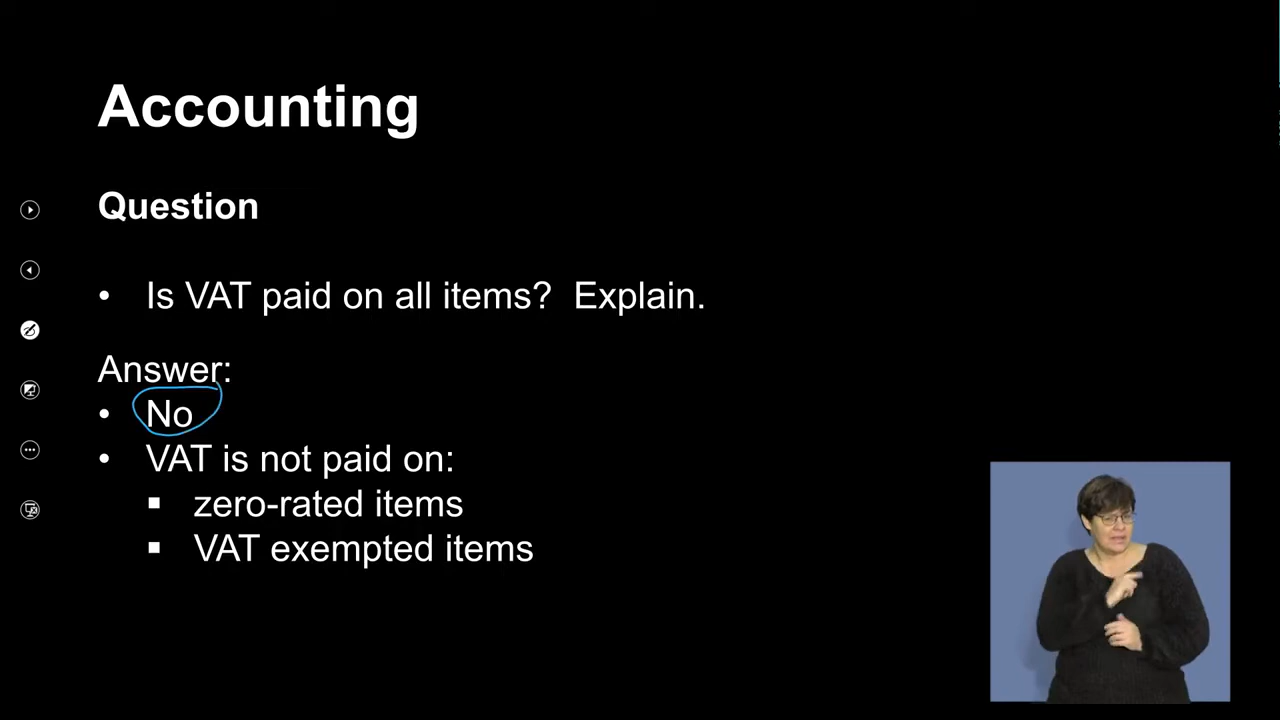 Accounting
Question
• Is VAT paid on all items?  Explain.
Answer:
• No
• VAT is not paid on:
▪ zero-rated items
▪ VAT exempted items